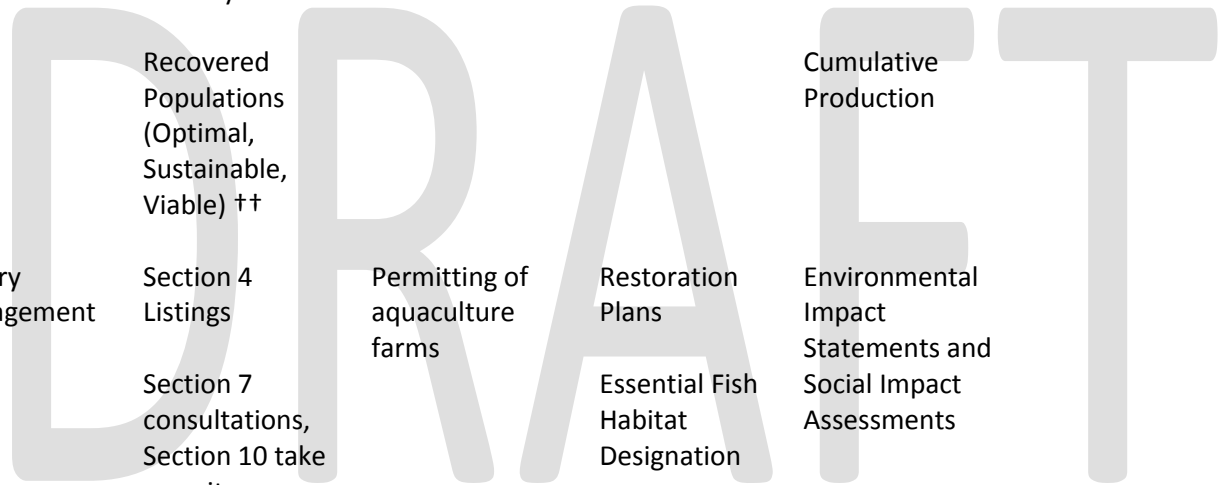 DRAFT
Recovered
Populations
(Optimal,
Sustainable,
Viable) ††
Cumulative
Production
Section 4
Listings
Section 7
consultations,
Section 10 take
Permitting of
aquaculture
farms
Restoration
Plans
Essential Fish
Habitat
Designation
Environmental
Impact
Statements and
Social Impact
Assessments